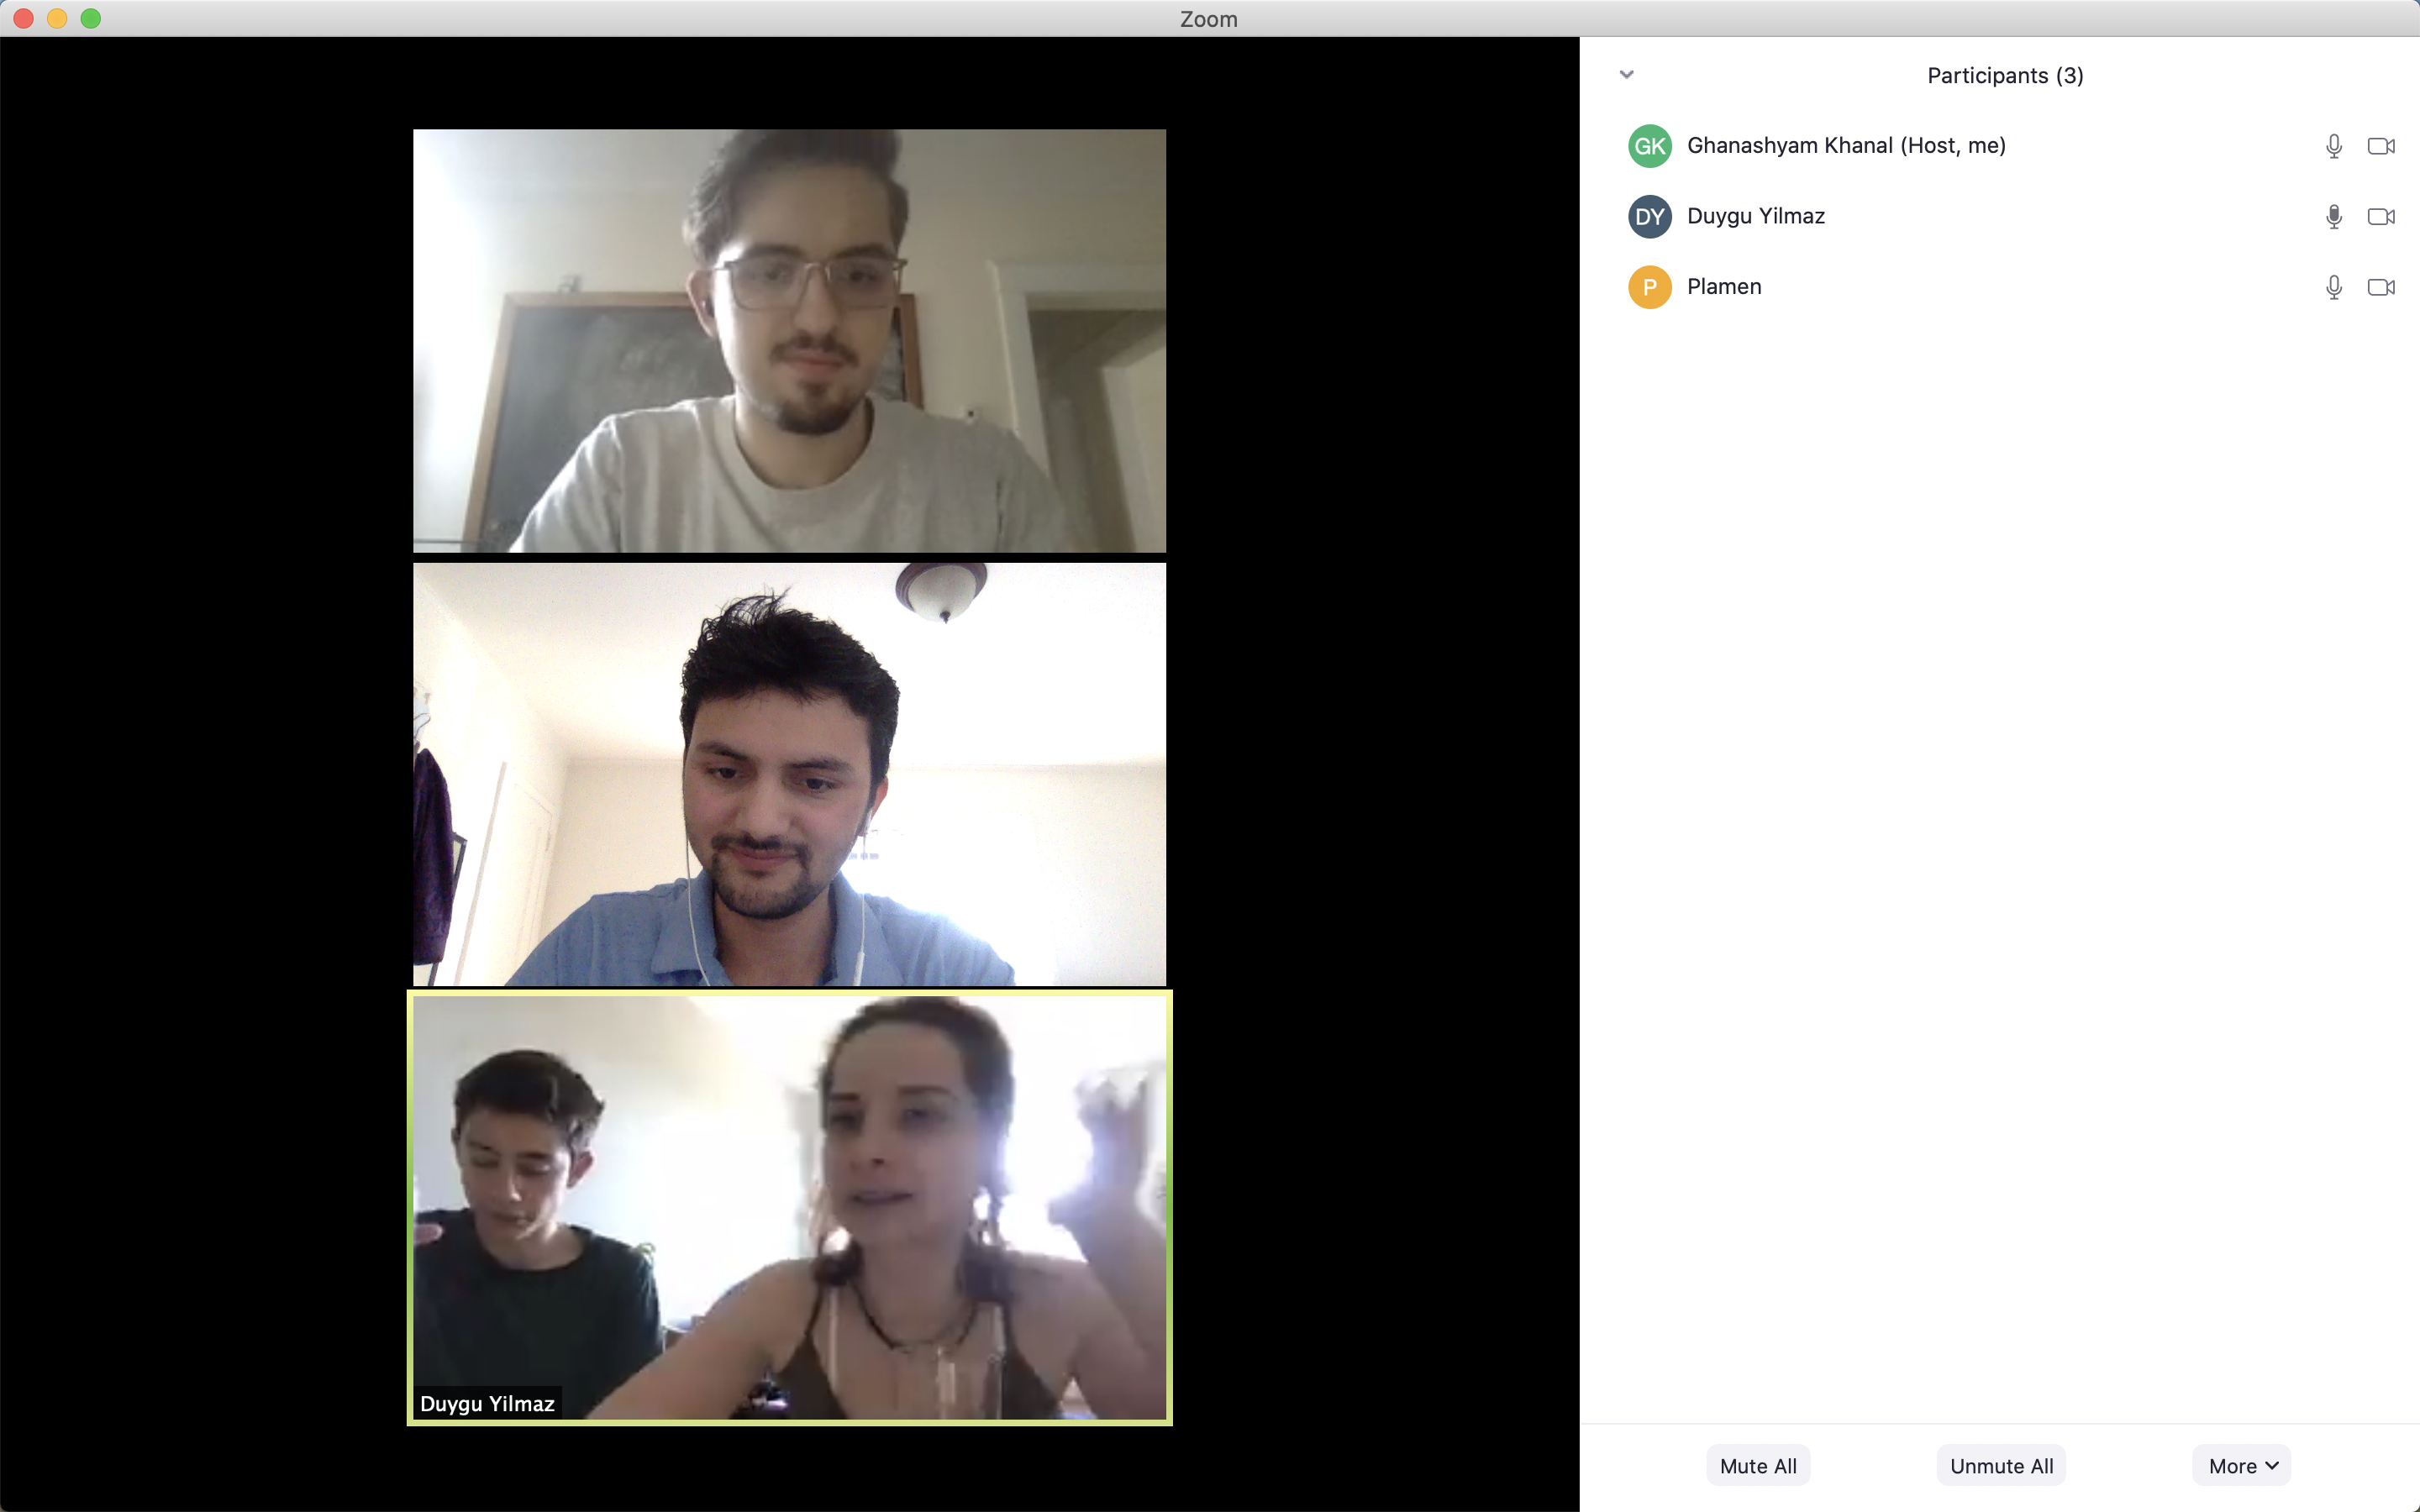 Zoom
Participants (3)
GK Ghanashyam Khanal (Host, me)
DY Duygu Yilmaz
P Plamen
Duygu Yilmaz
Mute All Unmute All More